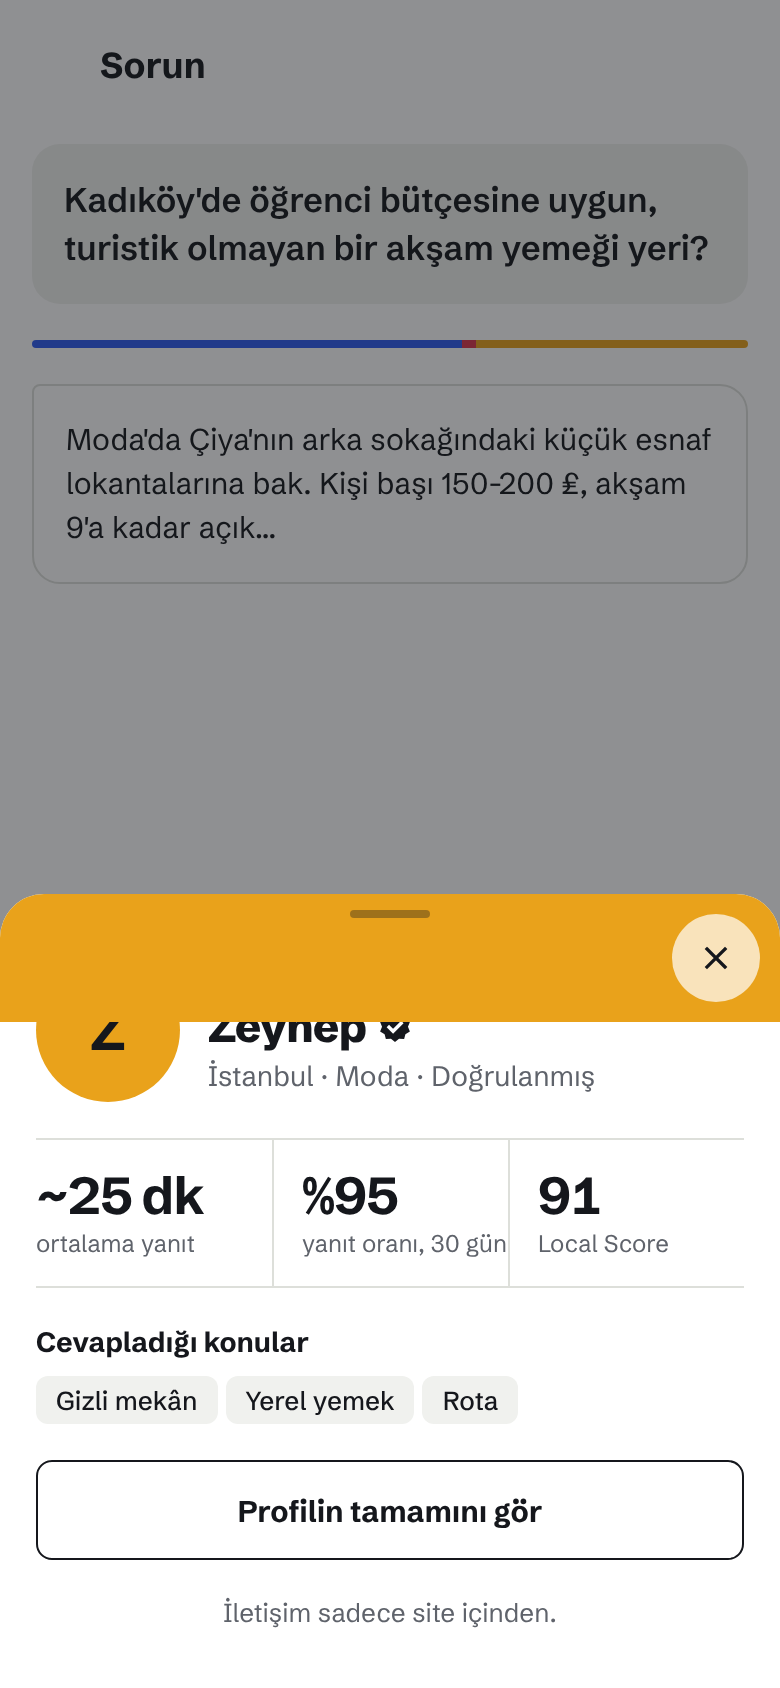 Sorun
Kadıköy'de öğrenci bütçesine uygun,
turistik olmayan bir akşam yemeği yeri?
Moda'da Çiya'nın arka sokağındaki küçük esnaf
lokantalarına bak. Kişi başı 150-200 ₤, akşam
9'a kadar açık...
Z
Zeynep
İstanbul · Moda · Doğrulanmış
~25 dk
ortalama yanıt
%95
yanıt oranı, 30 gün
91
Local Score
Cevapladığı konular
Gizli mekân
Yerel yemek
Rota
Profilin tamamını gör
İletişim sadece site içinden.